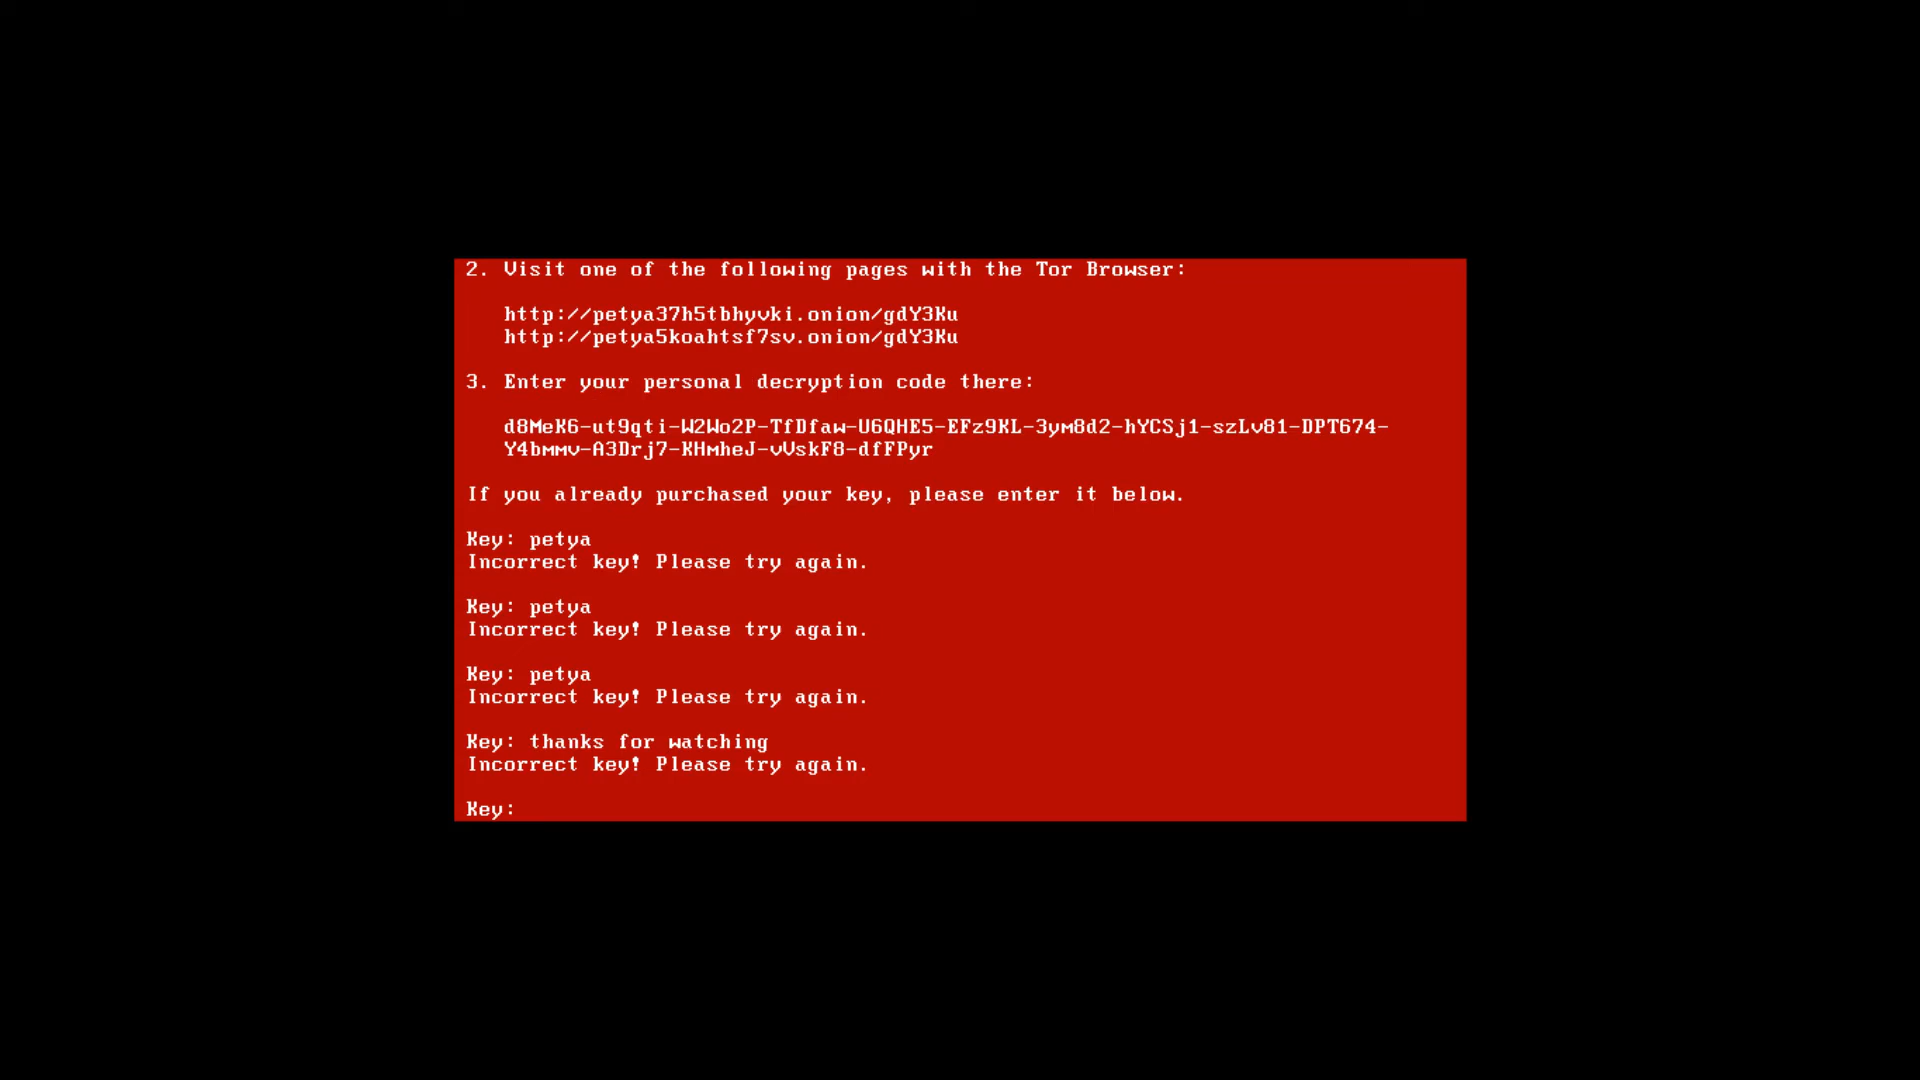 2. Visit one of the following pages with the Tor Browser:
http://petya37h5tbhyvki.onion/gdY3Ku
http://petya5koahtsf7sv.onion/gdY3Ku
3. Enter your personal decryption code there:
d8MeK6-ut9qti-W2Wo2P-TfDfaw-U6QHE5-EFz9KL-3ym8d2-hYCSj1-szLv81-DPT674-
Y4bmmv-A3Drj7-KHmheJ-vVskF8-dfFPyr
If you already purchased your key, please enter it below.
Key: petya
Incorrect key! Please try again.
Key: petya
Incorrect key! Please try again.
Key: petya
Incorrect key! Please try again.
Key: thanks for watching
Incorrect key! Please try again.
Key: